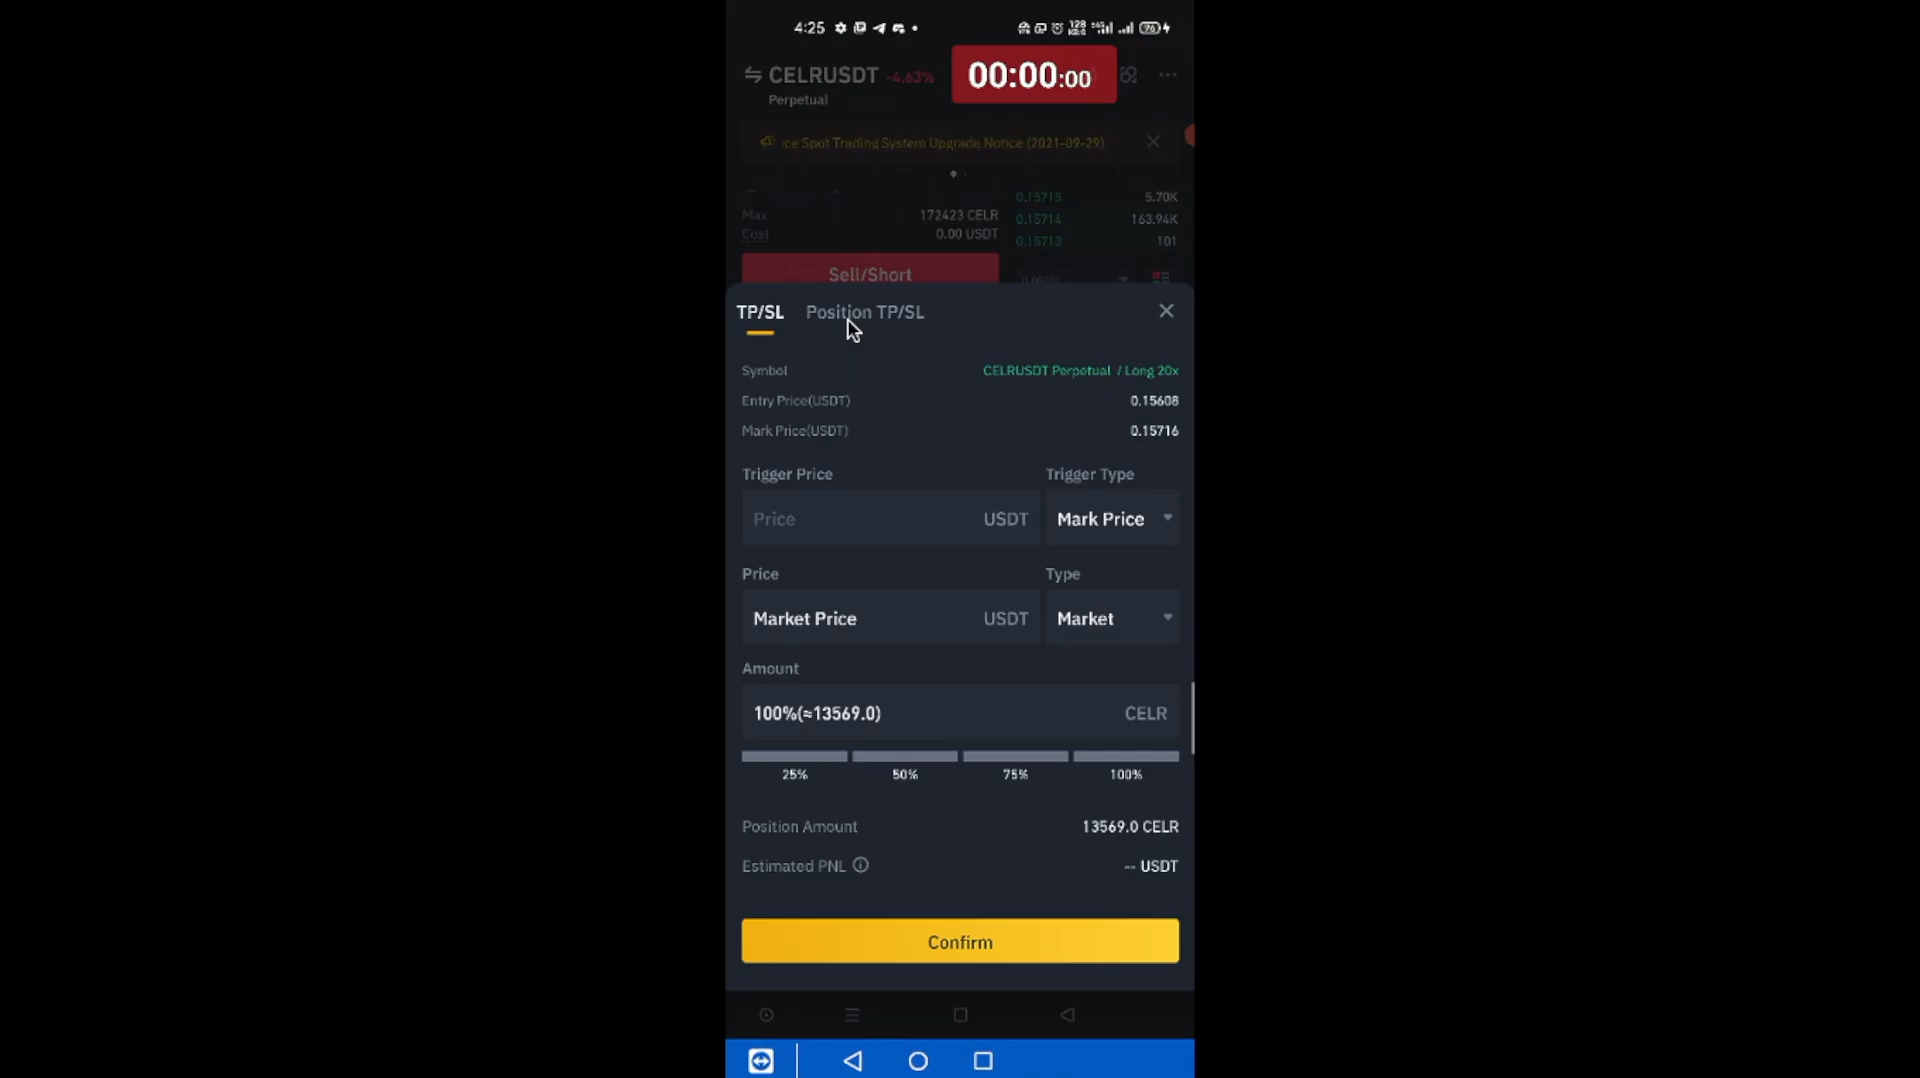 4:25
128
KB/S
96
CELRUSDT -4.63%
00:00:00
Perpetual
ice Spot Trading System Upgrade Notice (2021-09-29)
0.15715 5.70K
Max 172423 CELR
0.15714 163.94K
Cost 0.00 USDT
0.15713 101
Sell/Short
TP/SL Position TP/SL
Symbol CELRUSDT Perpetual / Long 20x
Entry Price(USDT) 0.15608
Mark Price(USDT) 0.15716
Trigger Price Trigger Type
Price USDT Mark Price
Price Type
Market Price USDT Market
Amount
100%(≈13569.0) CELR
25% 50% 75% 100%
Position Amount 13569.0 CELR
Estimated PNL -- USDT
Confirm